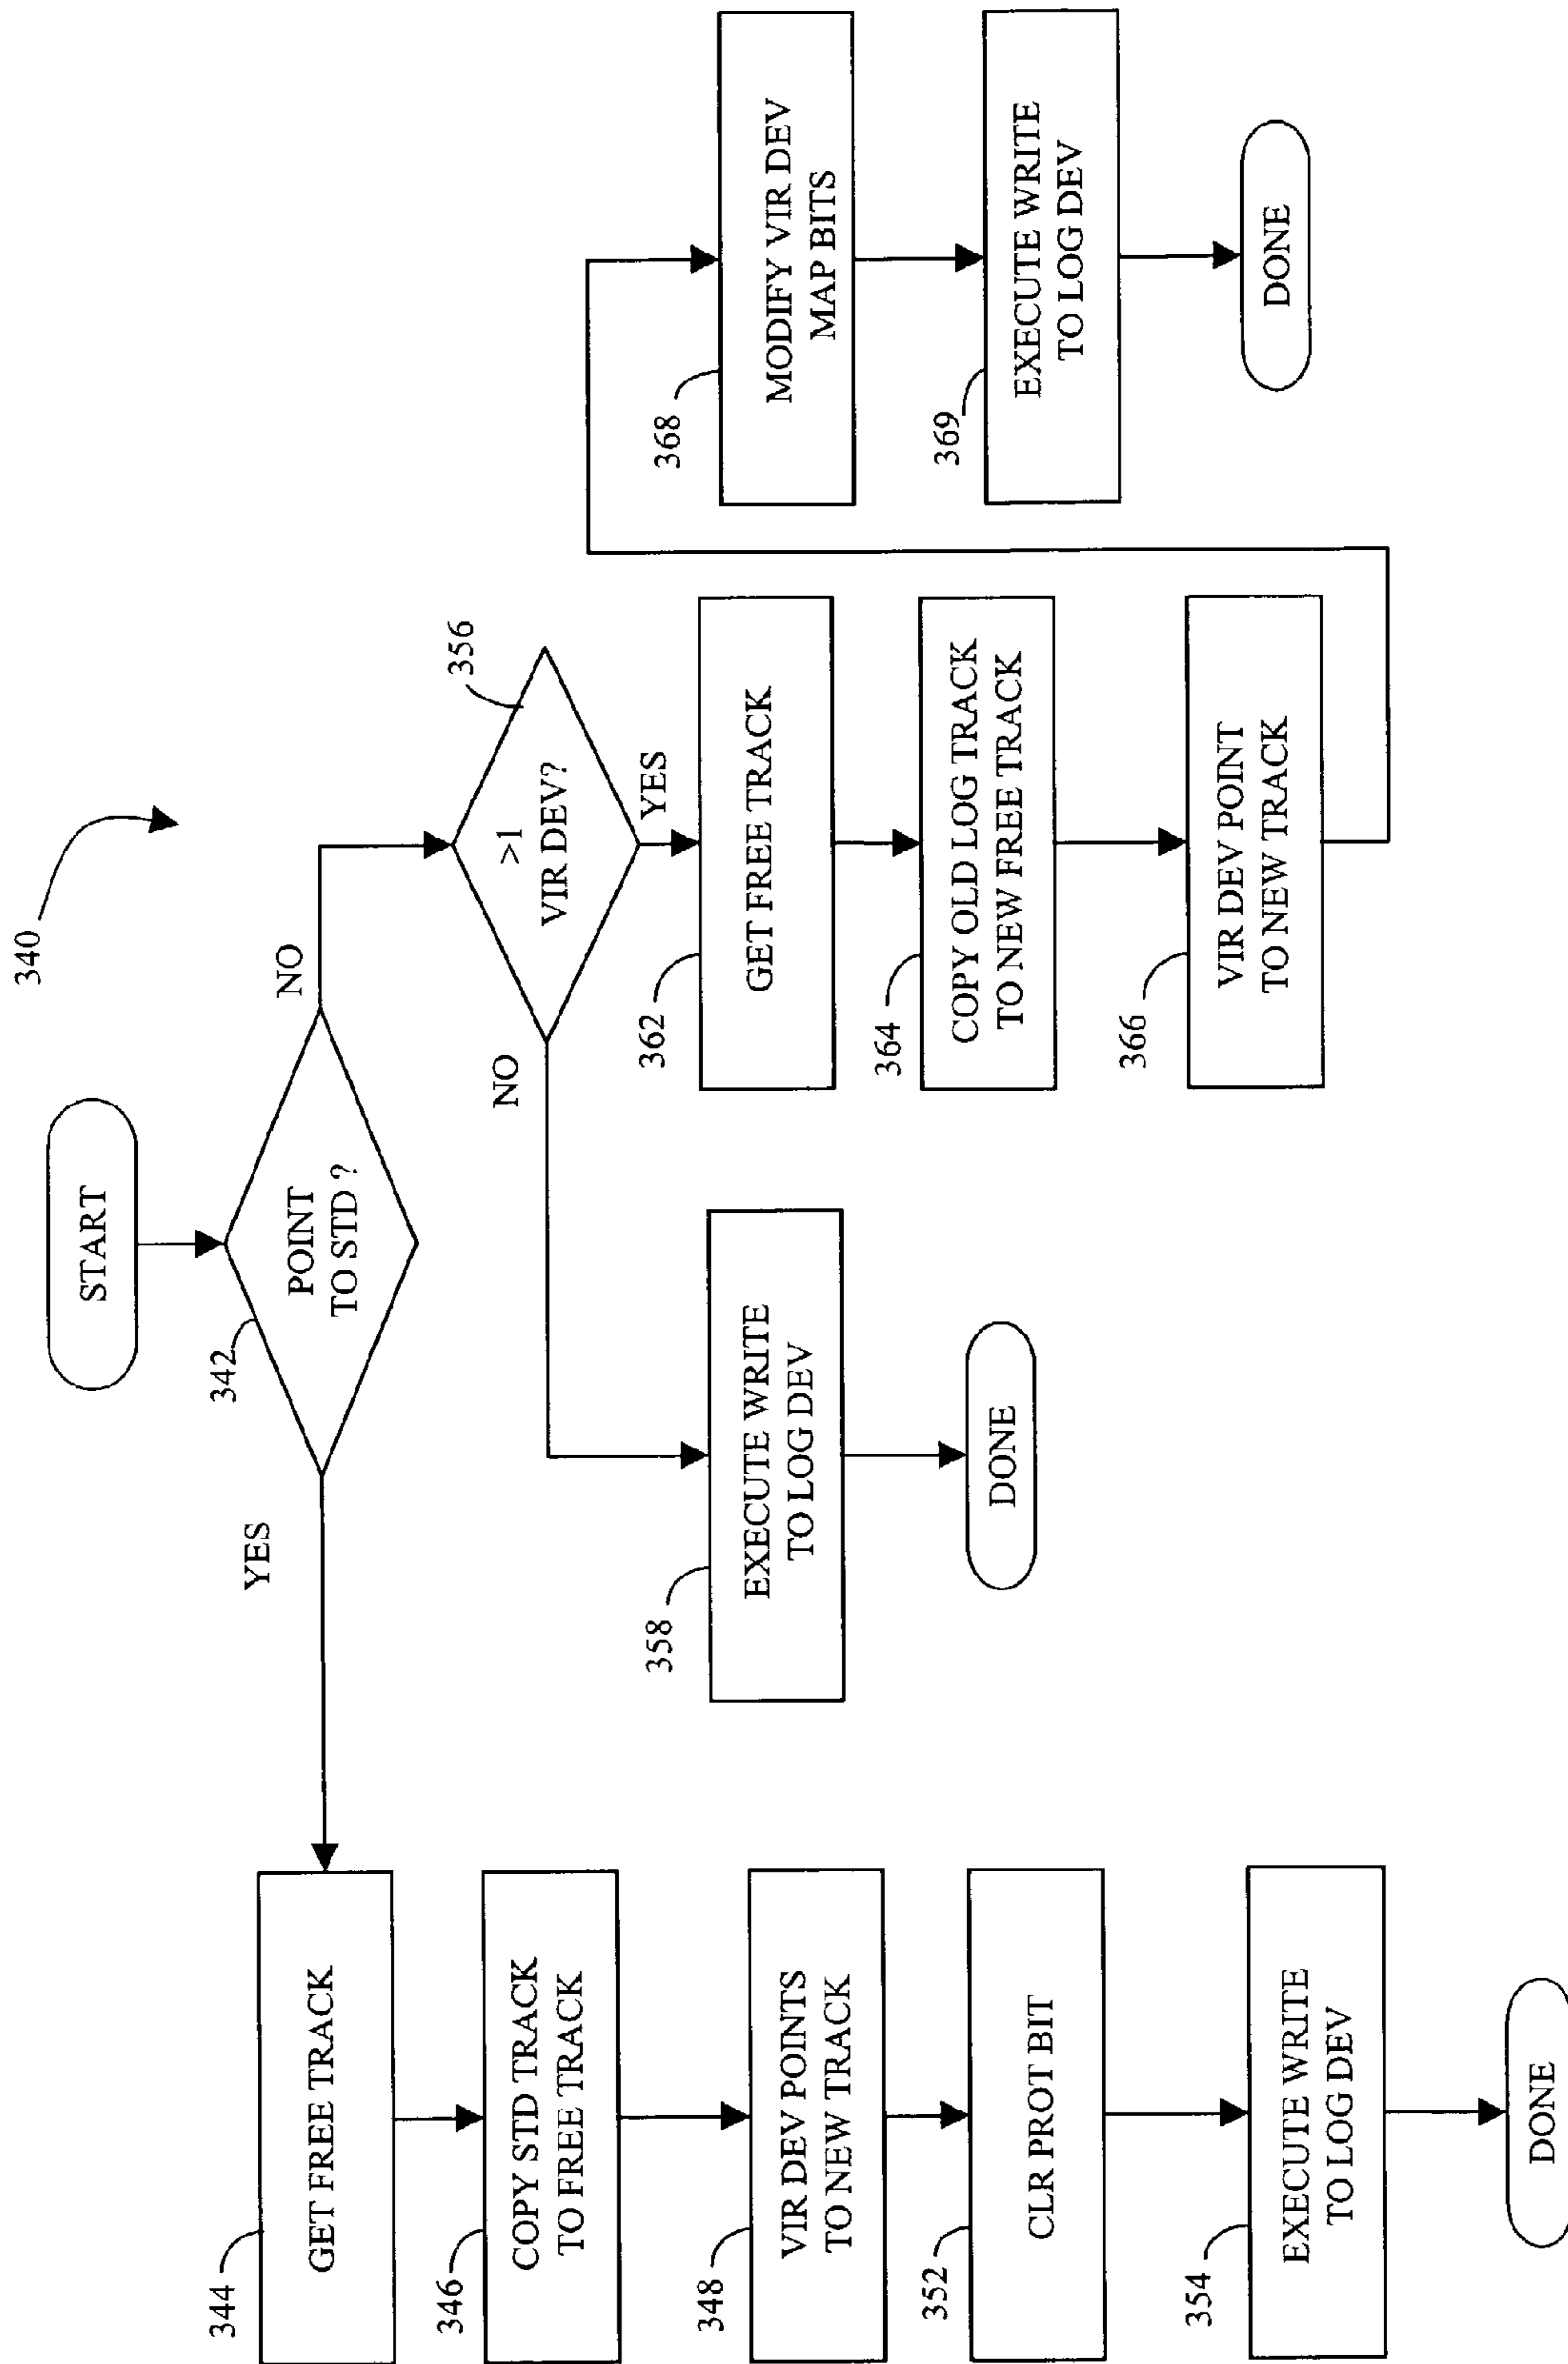 340
START
342
POINT
TO STD ?
YES
NO
344
GET FREE TRACK
346
COPY STD TRACK
TO FREE TRACK
348
VIR DEV POINTS
TO NEW TRACK
352
CLR PROT BIT
354
EXECUTE WRITE
TO LOG DEV
DONE
356
>1
VIR DEV?
NO
YES
358
EXECUTE WRITE
TO LOG DEV
DONE
362
GET FREE TRACK
364
COPY OLD LOG TRACK
TO NEW FREE TRACK
366
VIR DEV POINT
TO NEW TRACK
368
MODIFY VIR DEV
MAP BITS
369
EXECUTE WRITE
TO LOG DEV
DONE